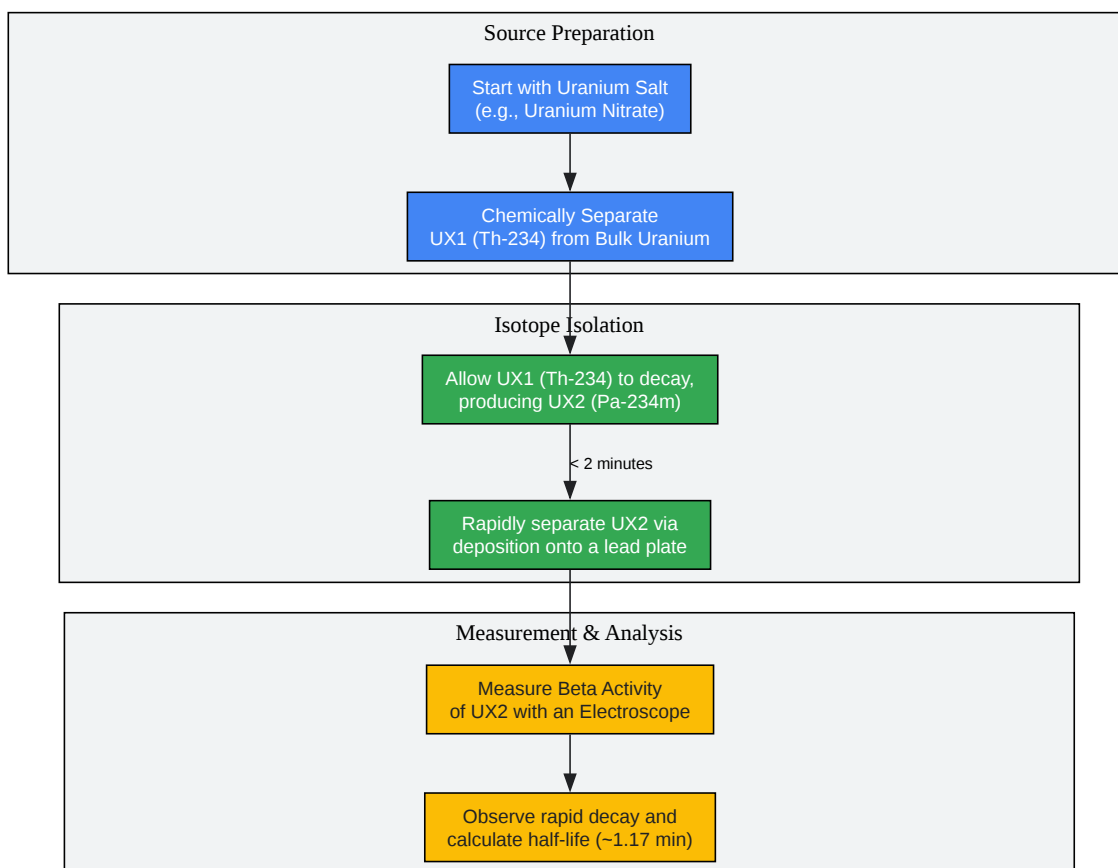 Source Preparation
Start with Uranium Salt
(e.g., Uranium Nitrate)
Chemically Separate
UX1 (Th-234) from Bulk Uranium
Isotope Isolation
Allow UX1 (Th-234) to decay,
producing UX2 (Pa-234m)
< 2 minutes
Rapidly separate UX2 via
deposition onto a lead plate
Measurement & Analysis
Measure Beta Activity
of UX2 with an Electroscope
Observe rapid decay and
calculate half-life (~1.17 min)